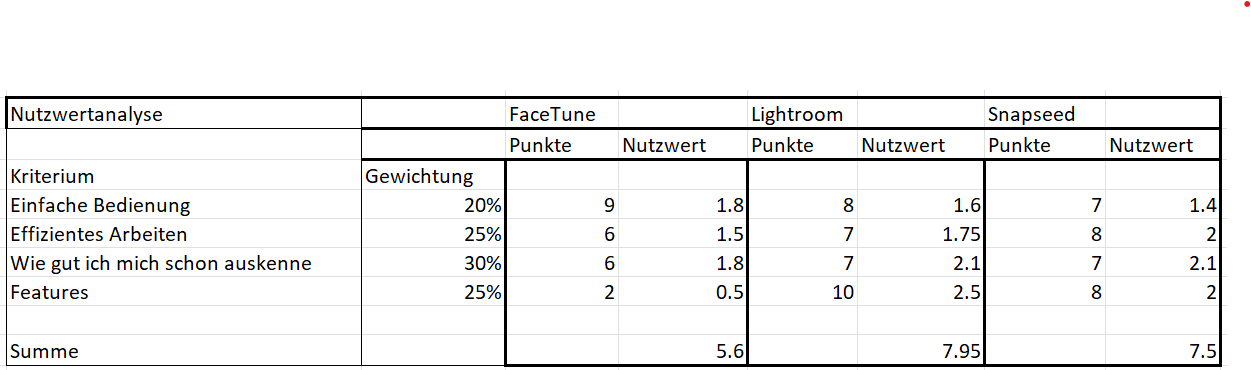 Nutzwertanalyse FaceTune Lightroom Snapseed
Punkte Nutzwert Punkte Nutzwert Punkte Nutzwert
Kriterium Gewichtung
Einfache Bedienung 20% 9 1.8 8 1.6 7 1.4
Effizientes Arbeiten 25% 6 1.5 7 1.75 8 2
Wie gut ich mich schon auskenne 30% 6 1.8 7 2.1 7 2.1
Features 25% 2 0.5 10 2.5 8 2
Summe 5.6 7.95 7.5